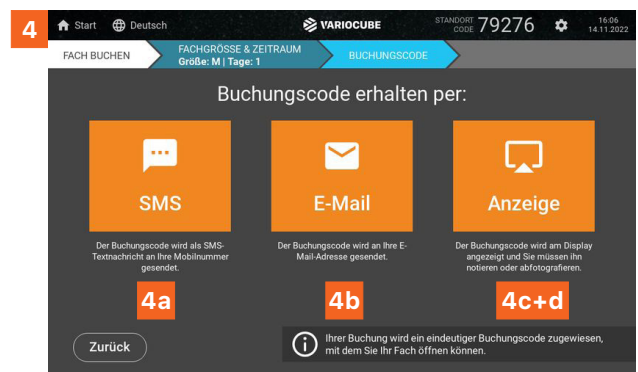 4
Start
Deutsch
VARIOCUBE
STANDORT
CODE
79276
16:06
14.11.2022
FACH BUCHEN
FACHGRÖSSE & ZEITRAUM
Größe: M | Tage: 1
BUCHUNGSCODE
Buchungscode erhalten per:
SMS
E-Mail
Anzeige
Der Buchungscode wird als SMS-
Textnachricht an Ihre Mobilnummer
gesendet.
Der Buchungscode wird an Ihre E-
Mail-Adresse gesendet.
Der Buchungscode wird am Display
angezeigt und Sie müssen ihn
notieren oder abfotografieren.
4a
4b
4c+d
Zurück
Ihrer Buchung wird ein eindeutiger Buchungscode zugewiesen,
mit dem Sie Ihr Fach öffnen können.